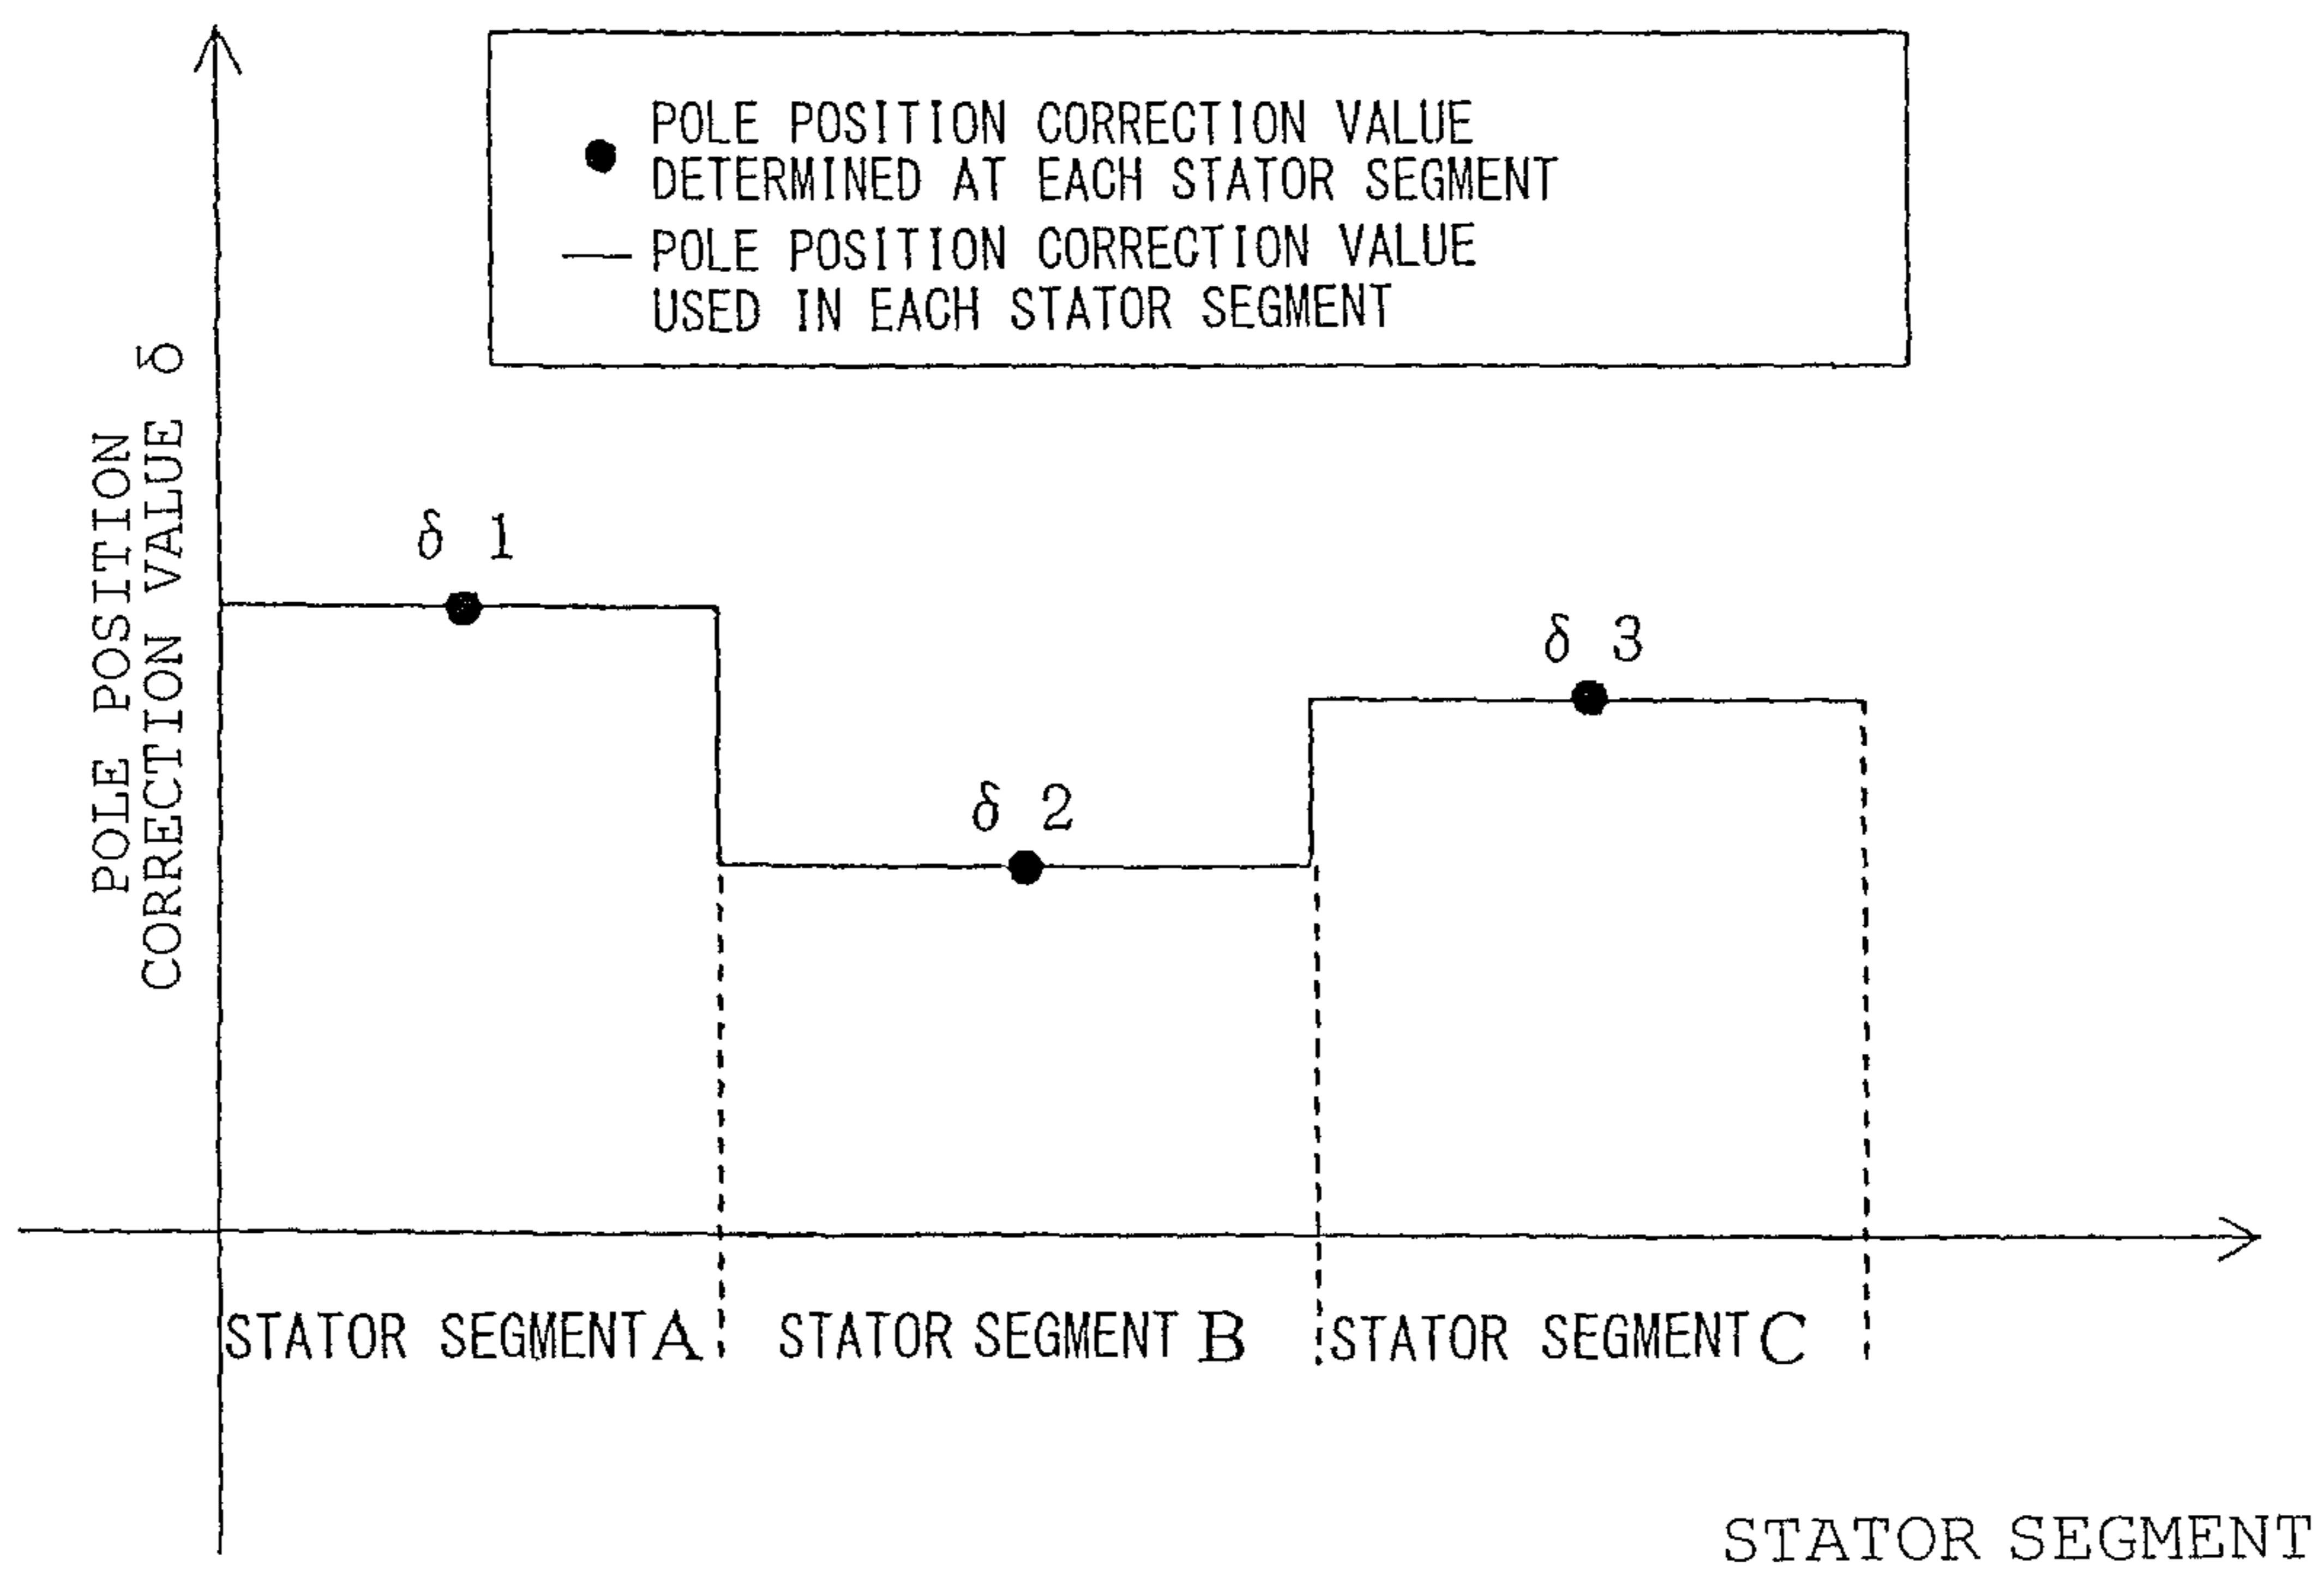 POLE POSITION CORRECTION VALUE
DETERMINED AT EACH STATOR SEGMENT
POLE POSITION CORRECTION VALUE
USED IN EACH STATOR SEGMENT
POLE POSITION
CORRECTION VALUE δ
δ 1
δ 2
δ 3
STATOR SEGMENT A
STATOR SEGMENT B
STATOR SEGMENT C
STATOR SEGMENT